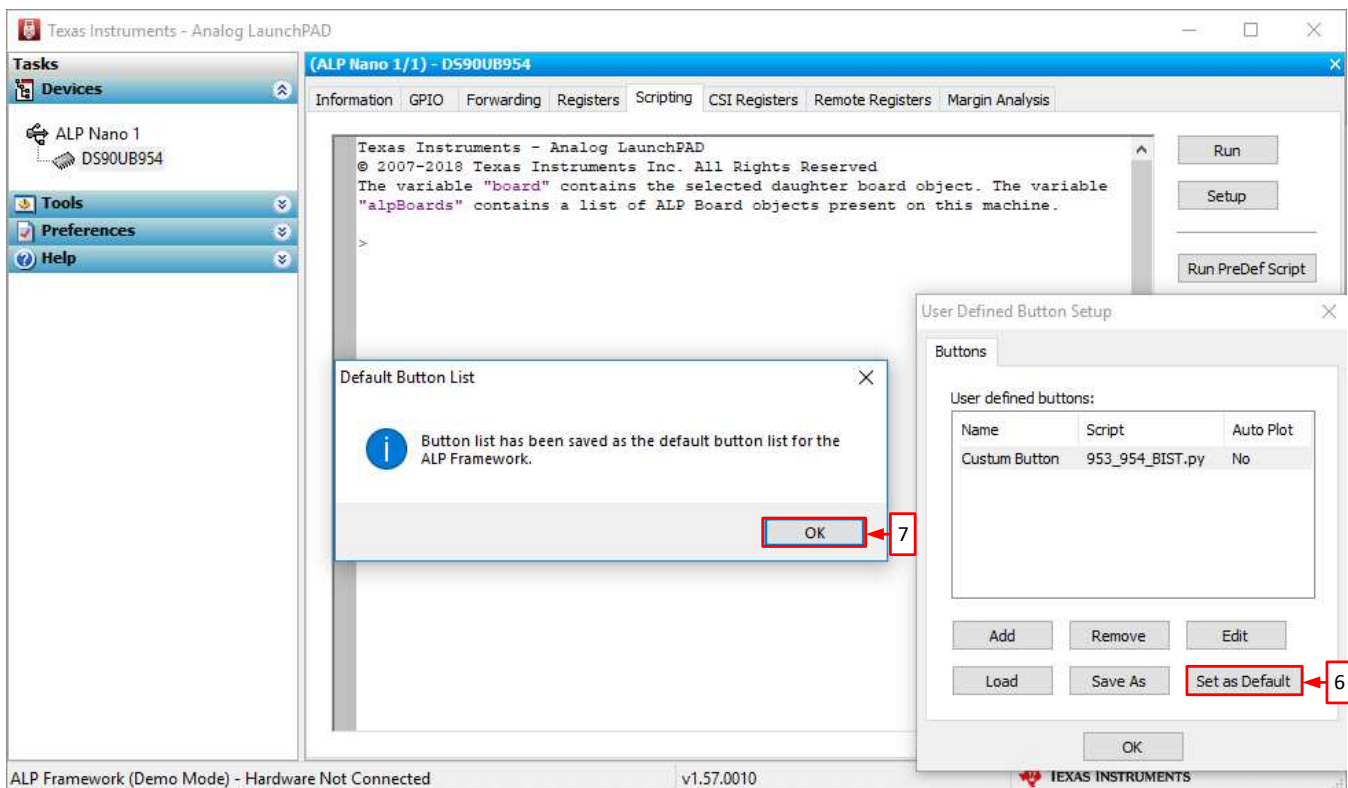 Texas Instruments - Analog LaunchPAD
Tasks
Devices
ALP Nano 1
DS90UB954
Tools
Preferences
Help
(ALP Nano 1/1) - DS90UB954
Information GPIO Forwarding Registers Scripting CSI Registers Remote Registers Margin Analysis
Texas Instruments - Analog LaunchPAD
© 2007-2018 Texas Instruments Inc. All Rights Reserved
The variable "board" contains the selected daughter board object. The variable
"alpBoards" contains a list of ALP Board objects present on this machine.
>
Run
Setup
Run PreDef Script
Default Button List
Button list has been saved as the default button list for the
ALP Framework.
OK
7
User Defined Button Setup
Buttons
User defined buttons:
Name Script Auto Plot
Custum Button 953_954_BIST.py No
Add Remove Edit
Load Save As Set as Default
6
OK
ALP Framework (Demo Mode) - Hardware Not Connected v1.57.0010 TEXAS INSTRUMENTS